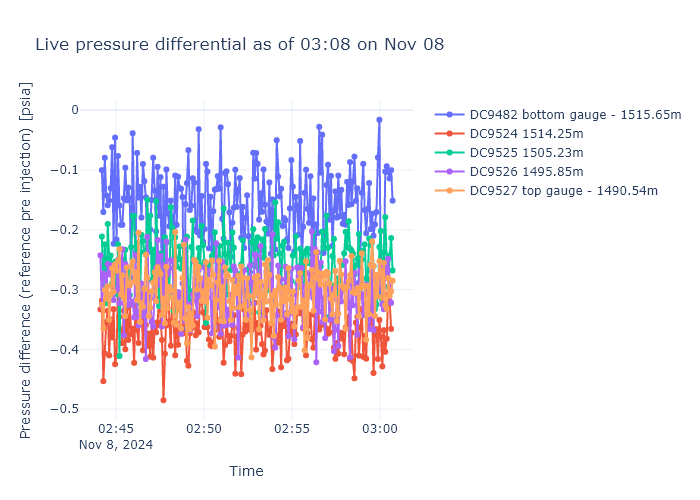 Live pressure differential as of 03:08 on Nov 08
Pressure difference (reference pre injection) [psia]
0
−0.1
−0.2
−0.3
−0.4
−0.5
02:45
Nov 8, 2024
02:50
02:55
03:00
Time
DC9482 bottom gauge - 1515.65m
DC9524 1514.25m
DC9525 1505.23m
DC9526 1495.85m
DC9527 top gauge - 1490.54m